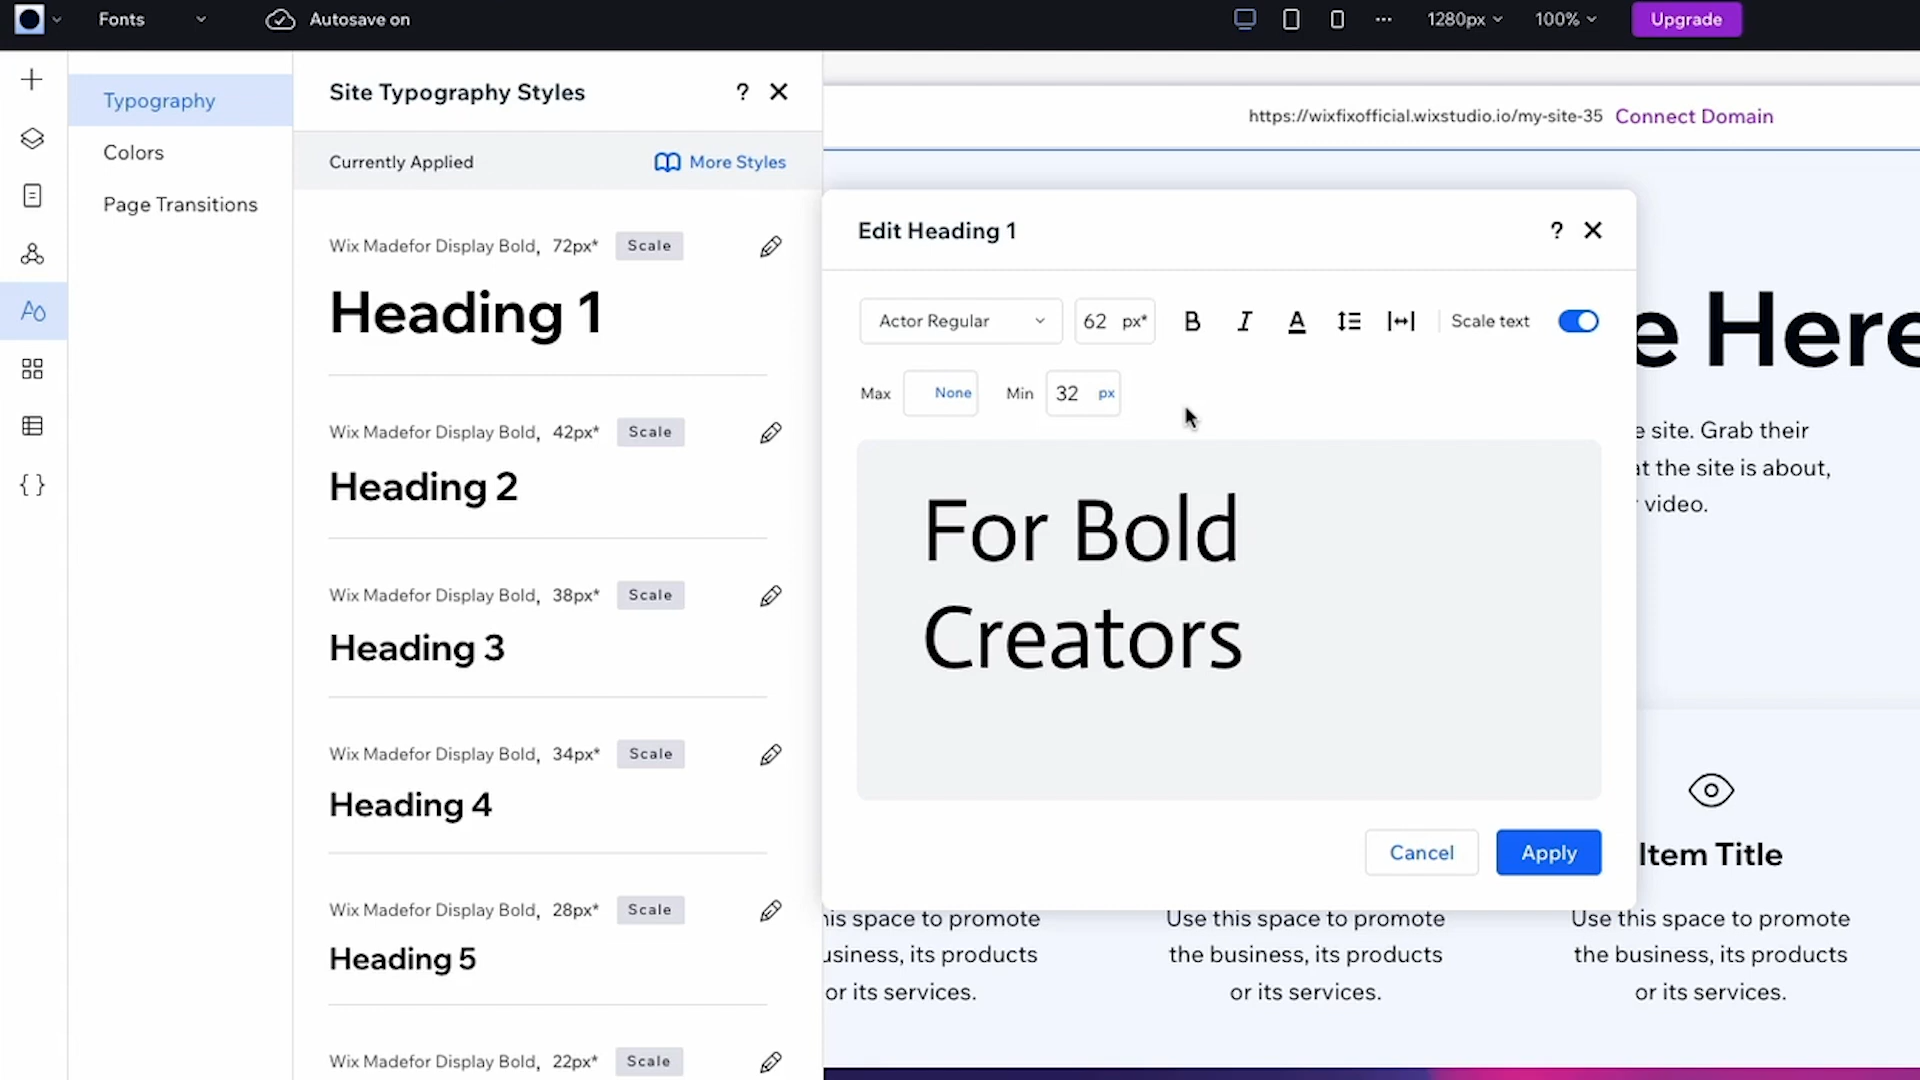 Fonts
Autosave on
1280px
100%
Upgrade
Typography
Colors
Page Transitions
Site Typography Styles
?
Currently Applied
More Styles
Wix Madefor Display Bold, 72px* Scale
Heading 1
Wix Madefor Display Bold, 42px* Scale
Heading 2
Wix Madefor Display Bold, 38px* Scale
Heading 3
Wix Madefor Display Bold, 34px* Scale
Heading 4
Wix Madefor Display Bold, 28px* Scale
Heading 5
Wix Madefor Display Bold, 22px* Scale
https://wixfixofficial.wixstudio.io/my-site-35 Connect Domain
Edit Heading 1
?
Actor Regular 62 px* B I A Scale text
Max None Min 32 px
For Bold
Creators
Cancel Apply
e Here
e site. Grab their
at the site is about,
video.
Item Title
his space to promote
usiness, its products
or its services.
Use this space to promote
the business, its products
or its services.
Use this space to promote
the business, its products
or its services.